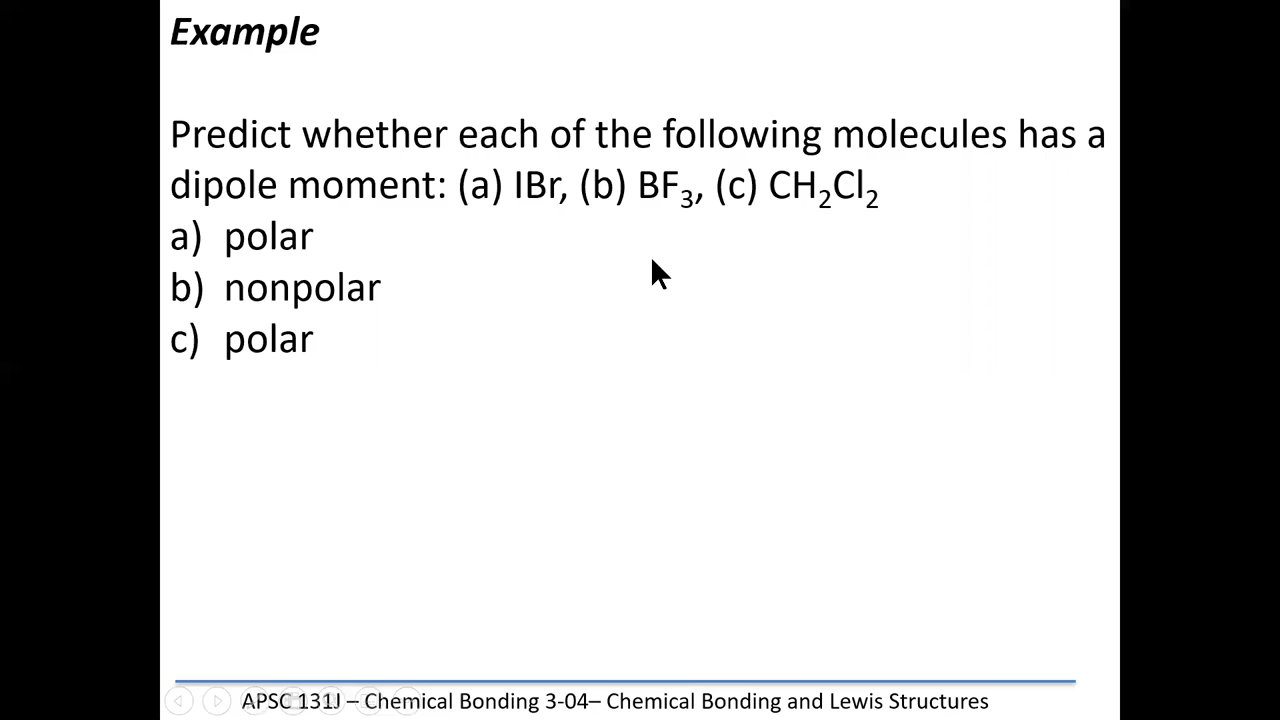 Example
Predict whether each of the following molecules has a
dipole moment: (a) IBr, (b) BF₃, (c) CH₂Cl₂
a) polar
b) nonpolar
c) polar
APSC 131J – Chemical Bonding 3-04– Chemical Bonding and Lewis Structures